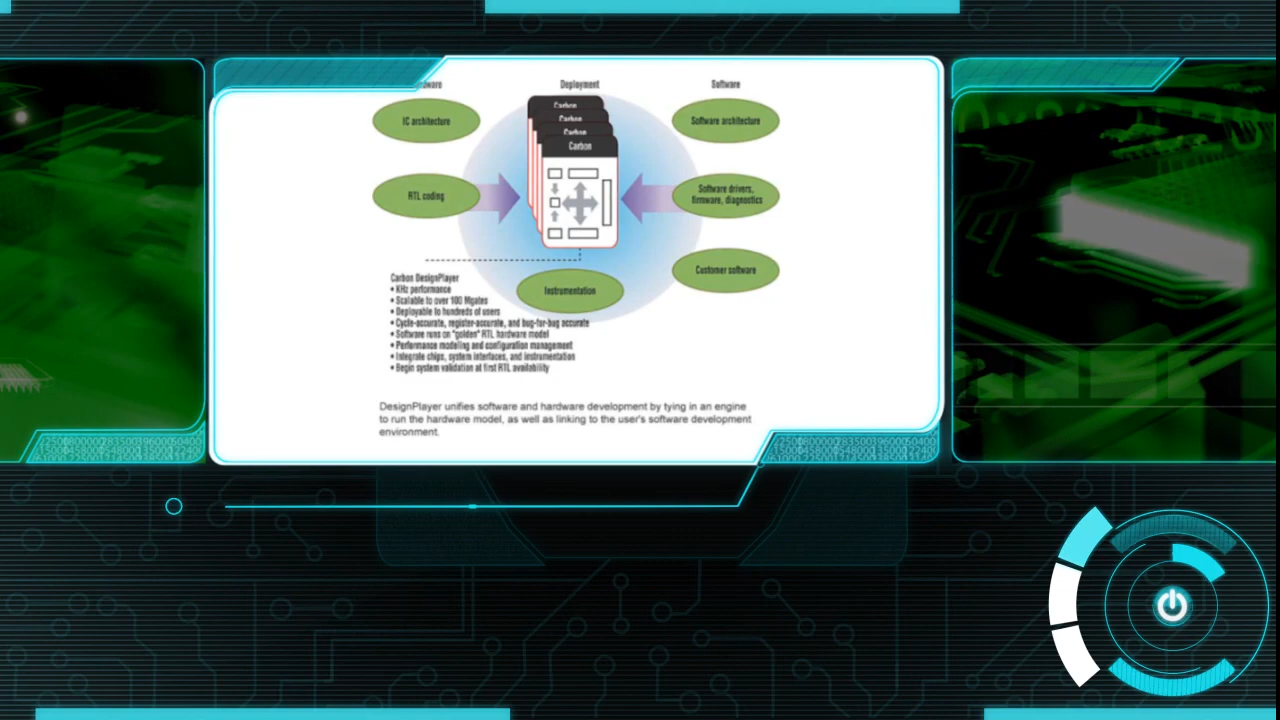 Deployment
Software
IC architecture
Carbon
Carbon
Carbon
Carbon
Software architecture
RTL coding
Software drivers,
firmware, diagnostics
Customer software
Carbon DesignPlayer
Instrumentation
• KHz performance
• Scalable to over 100 Mgates
• Deployable to hundreds of users
• Cycle-accurate, register-accurate, and bug-for-bug accurate
• Software runs on "golden" RTL hardware model
• Performance modeling and configuration management
• Integrate chips, system interfaces, and instrumentation
• Begin system validation at first RTL availability
DesignPlayer unifies software and hardware development by tying in an engine
to run the hardware model, as well as linking to the user's software development
environment.